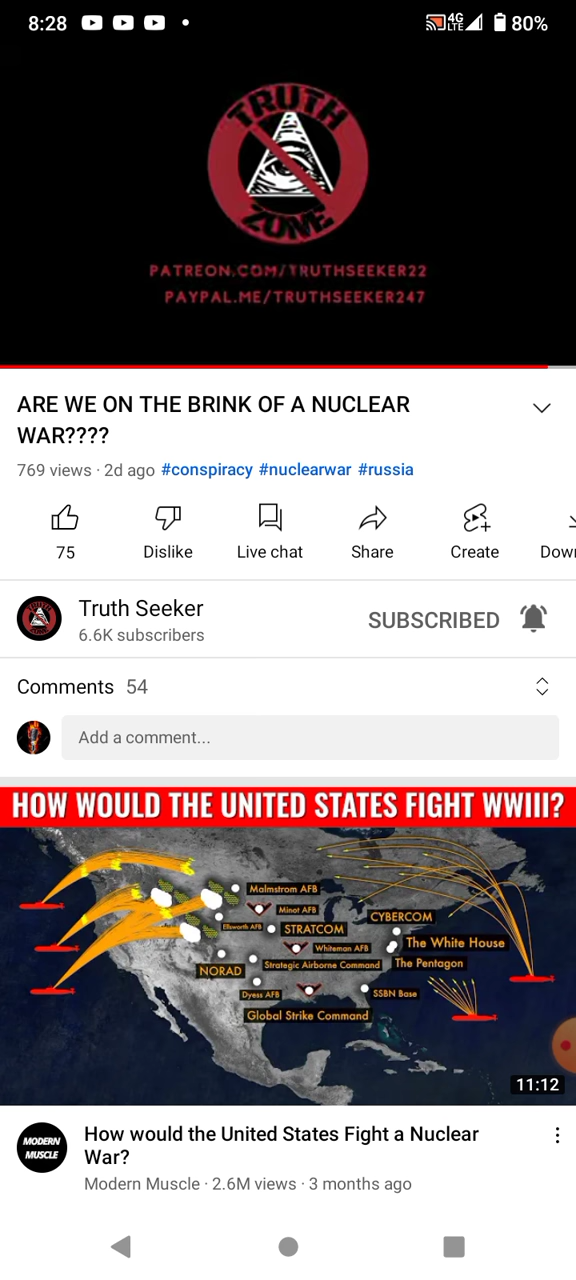 8:28
4G
LTE
80%
TRUTH
ZONE
PATREON.COM/TRUTHSEEKER22
PAYPAL.ME/TRUTHSEEKER247
ARE WE ON THE BRINK OF A NUCLEAR
WAR????
769 views · 2d ago #conspiracy #nuclearwar #russia
75 Dislike Live chat Share Create Down
Truth Seeker
6.6K subscribers
SUBSCRIBED
Comments 54
Add a comment...
HOW WOULD THE UNITED STATES FIGHT WWIII?
Malmstrom AFB
Minot AFB
CYBERCOM
Ellsworth AFB
STRATCOM
Whiteman AFB
The White House
NORAD
Strategic Airborne Command
The Pentagon
Dyess AFB
SSBN Base
Global Strike Command
11:12
MODERN
MUSCLE
How would the United States Fight a Nuclear
War?
Modern Muscle · 2.6M views · 3 months ago